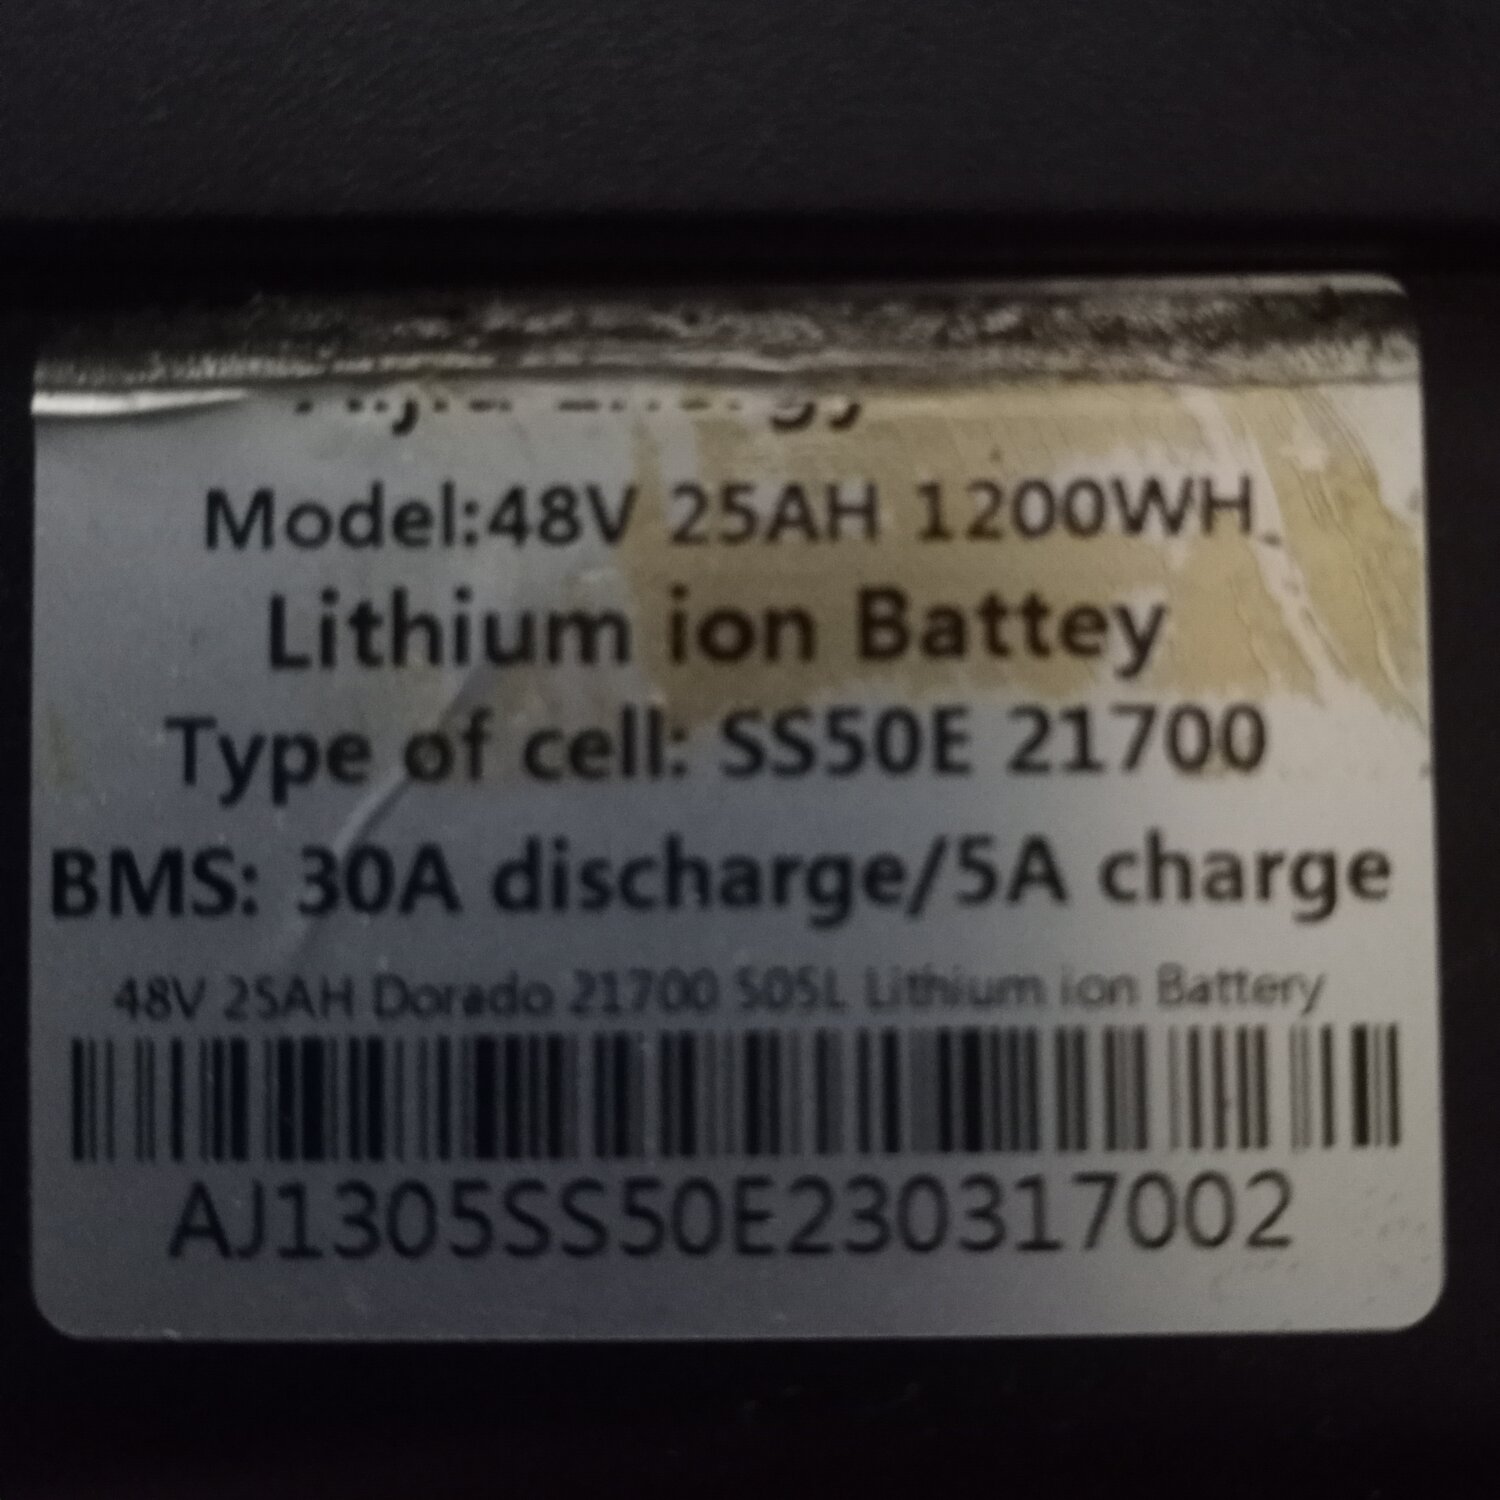 Model:48V 25AH 1200WH
Lithium ion Battey
Type of cell: SS50E 21700
BMS: 30A discharge/5A charge
48V 25AH Dorado 21700 S05L Lithium ion Battery
AJ1305SS50E230317002